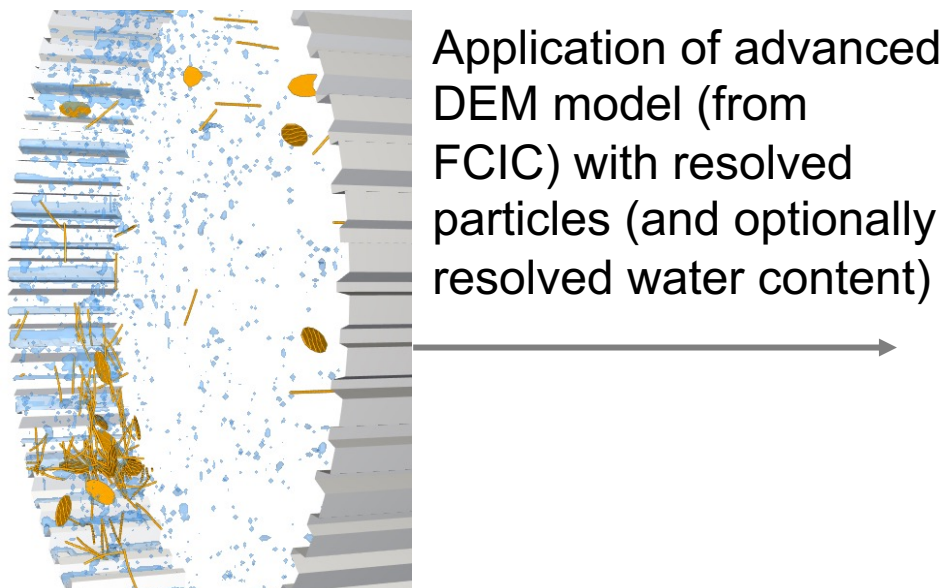 Application of advanced
DEM model (from
FCIC) with resolved
particles (and optionally
resolved water content)